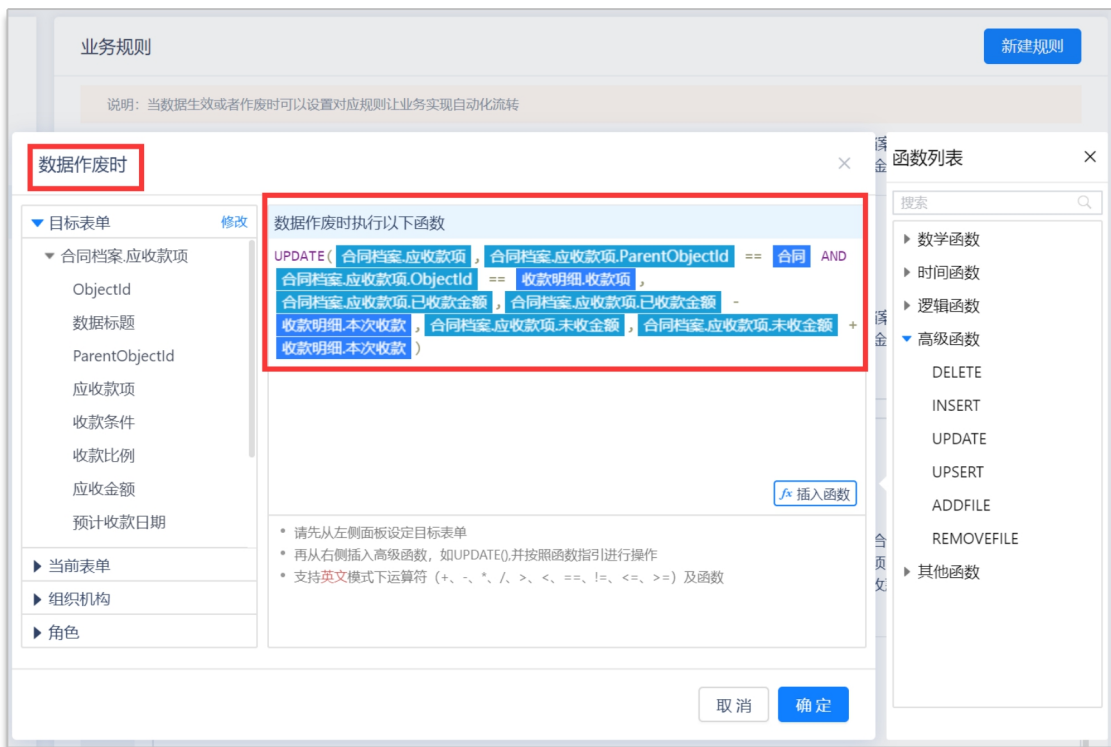 业务规则
新建规则
说明：当数据生效或者作废时可以设置对应规则让业务实现自动化流转
数据作废时
目标表单 修改
合同档案.应收款项
ObjectId
数据标题
ParentObjectId
应收款项
收款条件
收款比例
应收金额
预计收款日期
当前表单
组织机构
角色
数据作废时执行以下函数
UPDATE( 合同档案.应收款项 , 合同档案.应收款项.ParentObjectId == 合同 AND
合同档案.应收款项.ObjectId == 收款明细.收款项 ,
合同档案.应收款项.已收款金额 , 合同档案.应收款项.已收款金额 -
收款明细.本次收款 , 合同档案.应收款项.未收金额 , 合同档案.应收款项.未收金额 +
收款明细.本次收款 )
fx 插入函数
• 请先从左侧面板设定目标表单
• 再从右侧插入高级函数，如UPDATE(),并按照函数指引进行操作
• 支持英文模式下运算符（+、-、*、/、>、<、==、!=、<=、>=）及函数
取消
确定
函数列表
搜索
数学函数
时间函数
逻辑函数
高级函数
DELETE
INSERT
UPDATE
UPSERT
ADDFILE
REMOVEFILE
其他函数